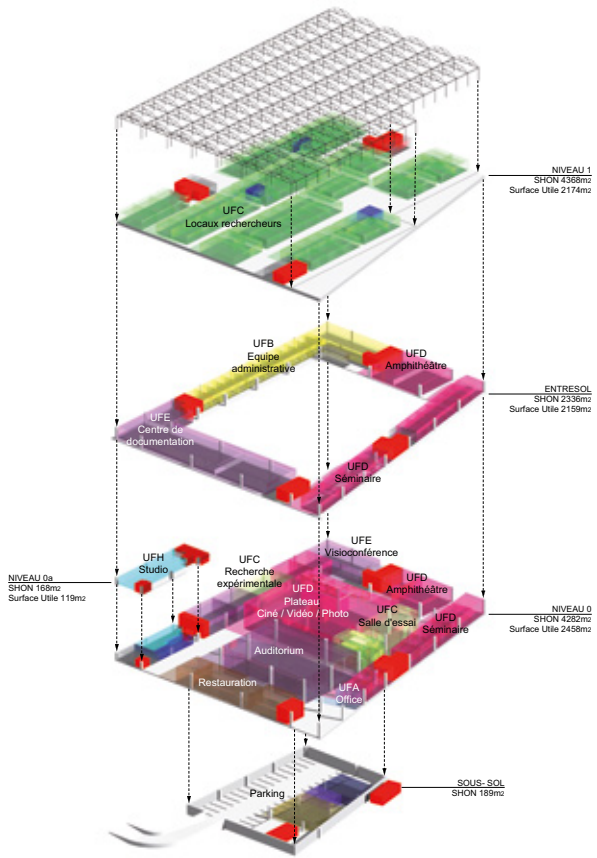 NIVEAU 1
SHON 4368m2
Surface Utile 2174m2
UFC
Locaux rechercheurs
UFB
Equipe
administrative
UFD
Amphithéâtre
ENTRESOL
SHON 2336m2
Surface Utile 2159m2
UFE
Centre de
documentation
UFD
Séminaire
UFE
Visioconférence
UFH
Studio
UFC
Recherche
expérimentale
NIVEAU 0a
SHON 168m2
Surface Utile 119m2
UFD
Plateau
Ciné / Vidéo / Photo
UFD
Amphithéâtre
UFC
Salle d'essai
UFD
Séminaire
NIVEAU 0
SHON 4282m2
Surface Utile 2458m2
Auditorium
Restauration
UFA
Office
Parking
SOUS- SOL
SHON 189m2